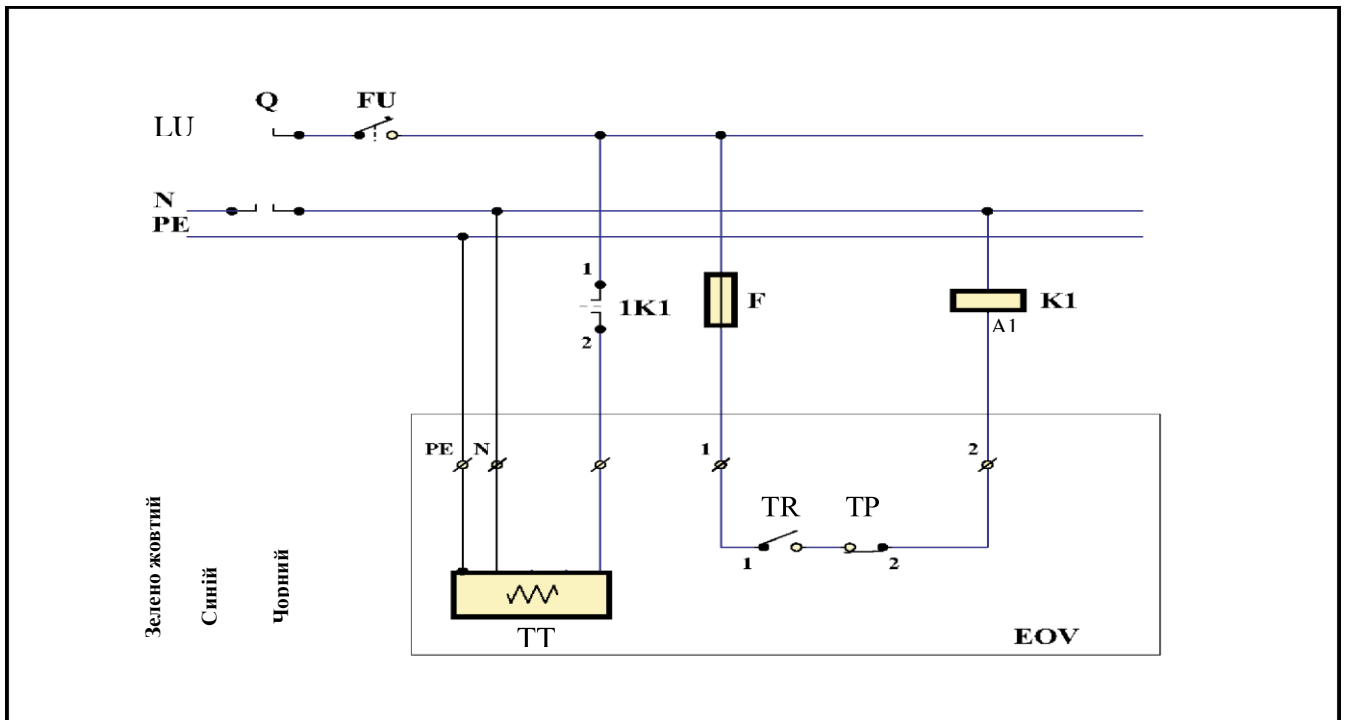 Q FU
LU
N
PE
1
1K1
2
F
K1
A1
PE N
1
2
TR TP
1 2
TT
EOV
Зелено жовтий
Синій
Чорний